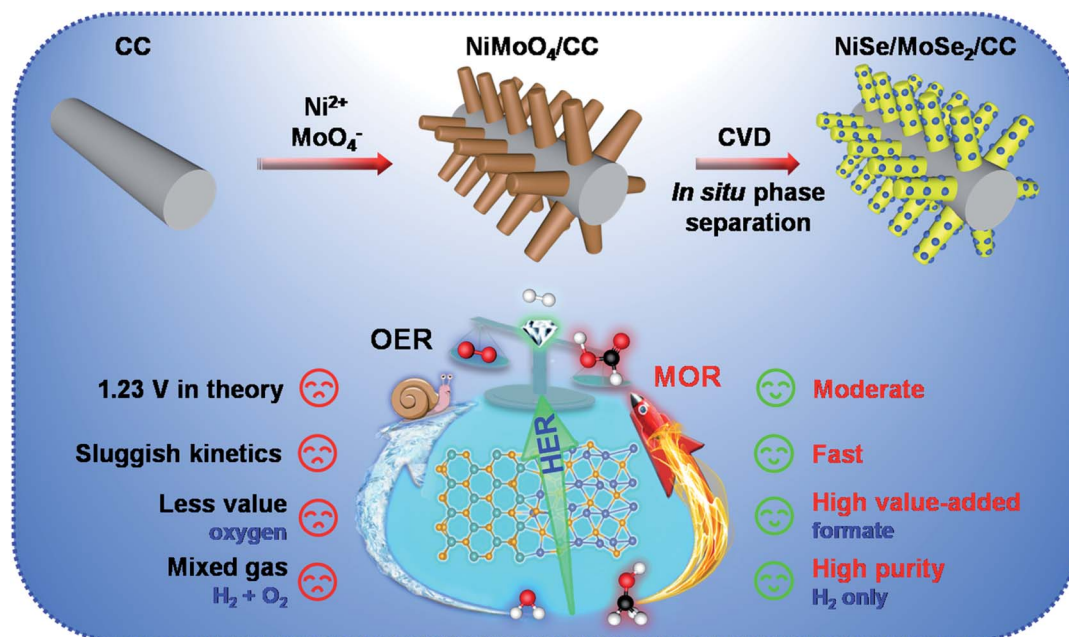 CC
NiMoO₄/CC
NiSe/MoSe₂/CC
Ni²⁺
MoO₄⁻
CVD
In situ phase
separation
OER
MOR
HER
1.23 V in theory
Moderate
Sluggish kinetics
Fast
Less value
oxygen
High value-added
formate
Mixed gas
H₂ + O₂
High purity
H₂ only